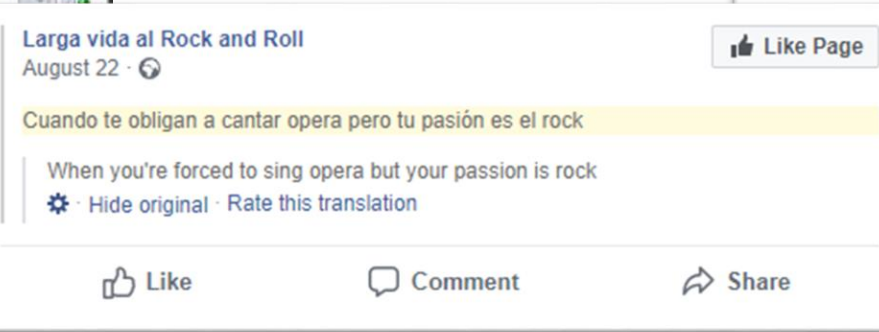 Larga vida al Rock and Roll
Like Page
August 22 ·
Cuando te obligan a cantar opera pero tu pasión es el rock
When you're forced to sing opera but your passion is rock
· Hide original · Rate this translation
Like Comment Share